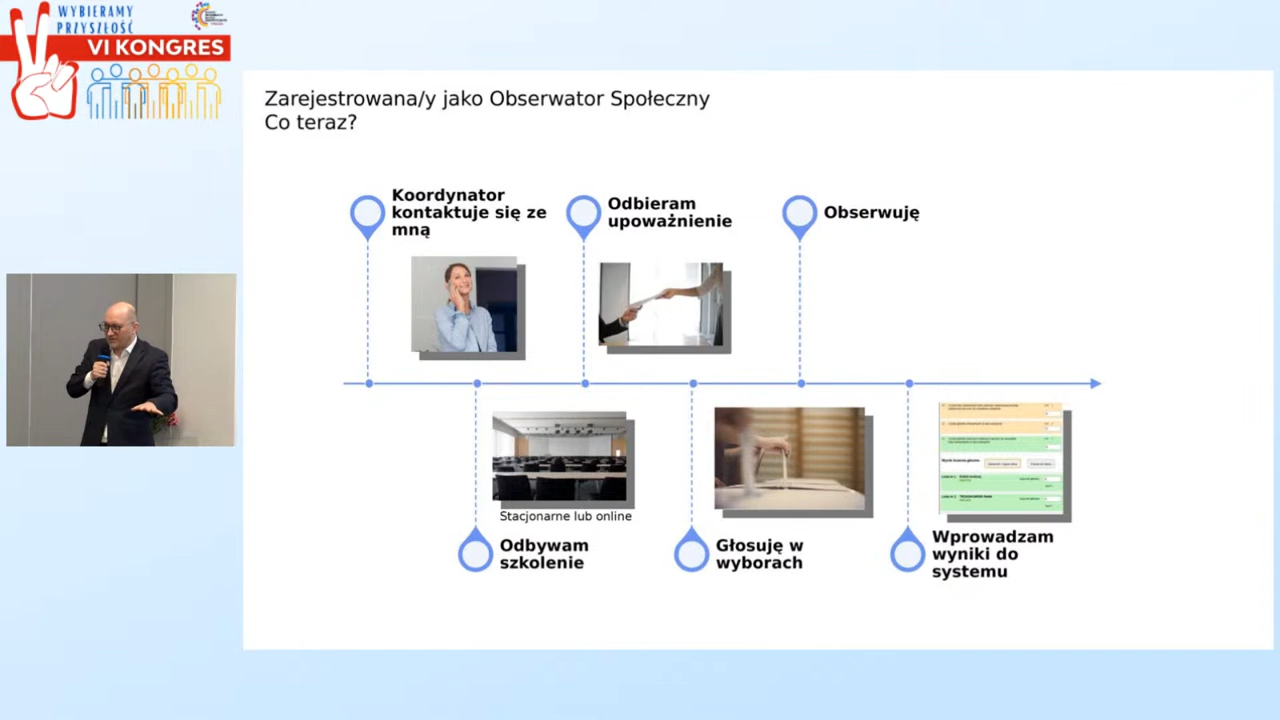 WYBIERAMY
PRZYSZŁOŚĆ
VI KONGRES
Zarejestrowana/y jako Obserwator Społeczny
Co teraz?
Koordynator
kontaktuje się ze
mną
Odbieram
upoważnienie
Obserwuję
Stacjonarne lub online
Odbywam
szkolenie
Głosuję w
wyborach
Wprowadzam
wyniki do
systemu